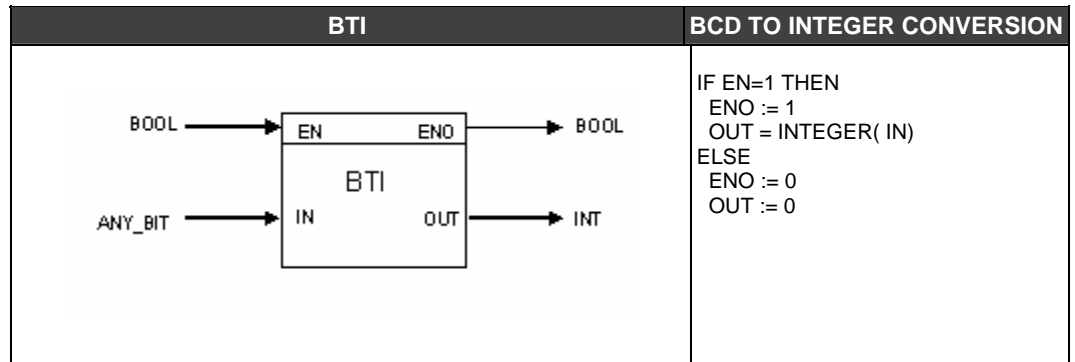 BTI
BCD TO INTEGER CONVERSION
BOOL
EN
ENO
BOOL
BTI
ANY_BIT
IN
OUT
INT
IF EN=1 THEN
ENO := 1
OUT = INTEGER( IN)
ELSE
ENO := 0
OUT := 0